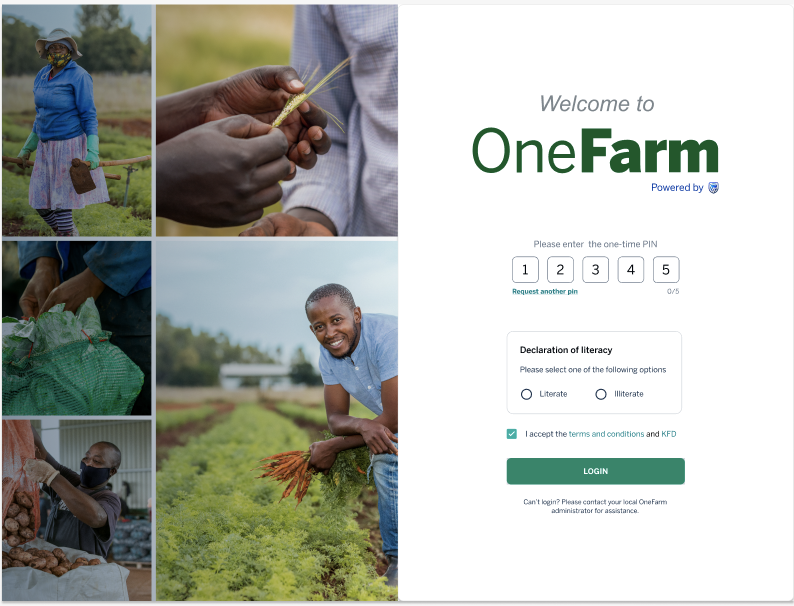 Welcome to
OneFarm
Powered by
Please enter the one-time PIN
1 2 3 4 5
Request another pin 0/5
Declaration of literacy
Please select one of the following options
Literate Illiterate
I accept the terms and conditions and KFD
LOGIN
Can't login? Please contact your local OneFarm
administrator for assistance.